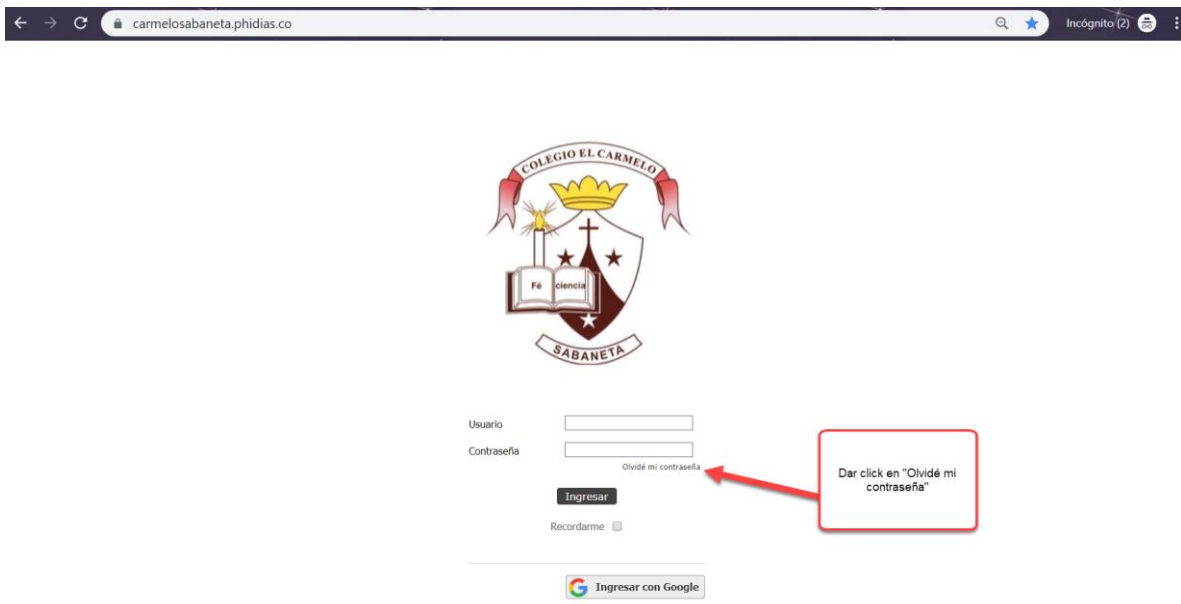 carmelosabaneta.phidias.co
Incógnito (2)
COLEGIO EL CARMELO
Fé ciencia
SABANETA
Usuario
Contraseña
Olvidé mi contraseña
Dar click en "Olvidé mi
contraseña"
Ingresar
Recordarme
Ingresar con Google